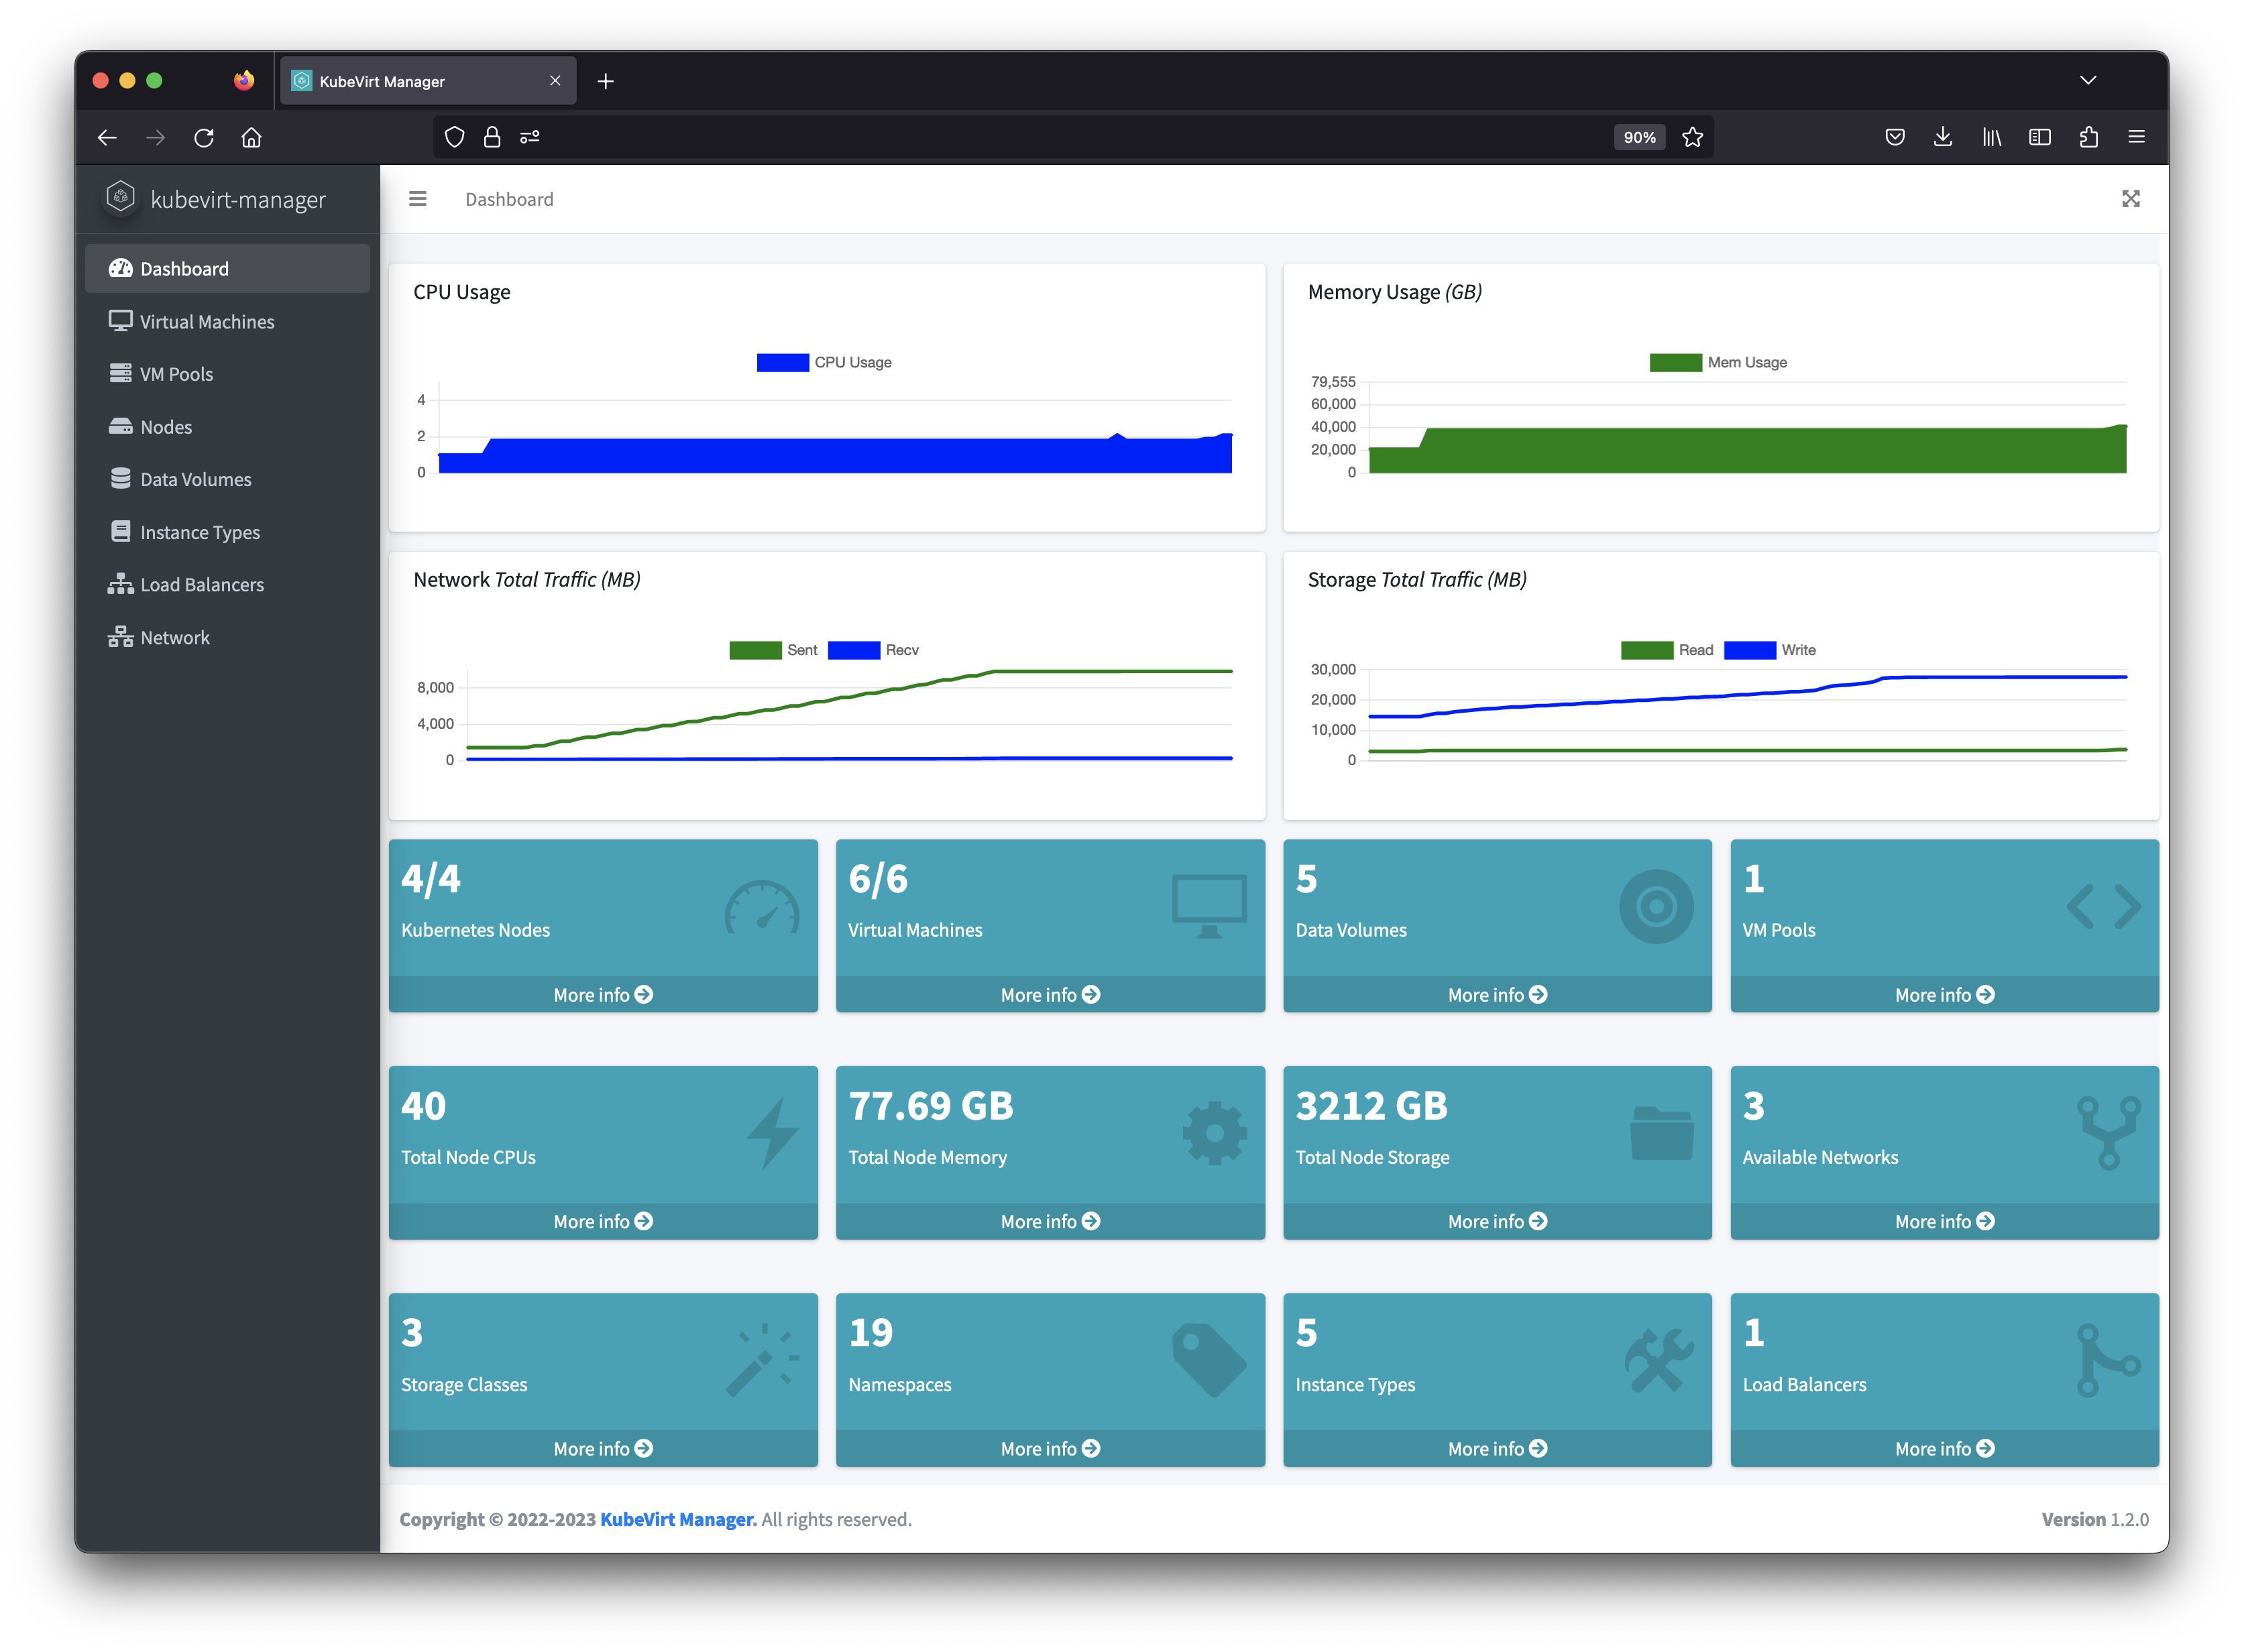 KubeVirt Manager
90%
kubevirt-manager
Dashboard
Dashboard
Virtual Machines
VM Pools
Nodes
Data Volumes
Instance Types
Load Balancers
Network
CPU Usage
CPU Usage
4
2
0
Memory Usage (GB)
Mem Usage
79,555
60,000
40,000
20,000
0
Network Total Traffic (MB)
Sent Recv
8,000
4,000
0
Storage Total Traffic (MB)
Read Write
30,000
20,000
10,000
0
4/4
Kubernetes Nodes
More info
6/6
Virtual Machines
More info
5
Data Volumes
More info
1
VM Pools
More info
40
Total Node CPUs
More info
77.69 GB
Total Node Memory
More info
3212 GB
Total Node Storage
More info
3
Available Networks
More info
3
Storage Classes
More info
19
Namespaces
More info
5
Instance Types
More info
1
Load Balancers
More info
Copyright © 2022-2023 KubeVirt Manager. All rights reserved.
Version 1.2.0